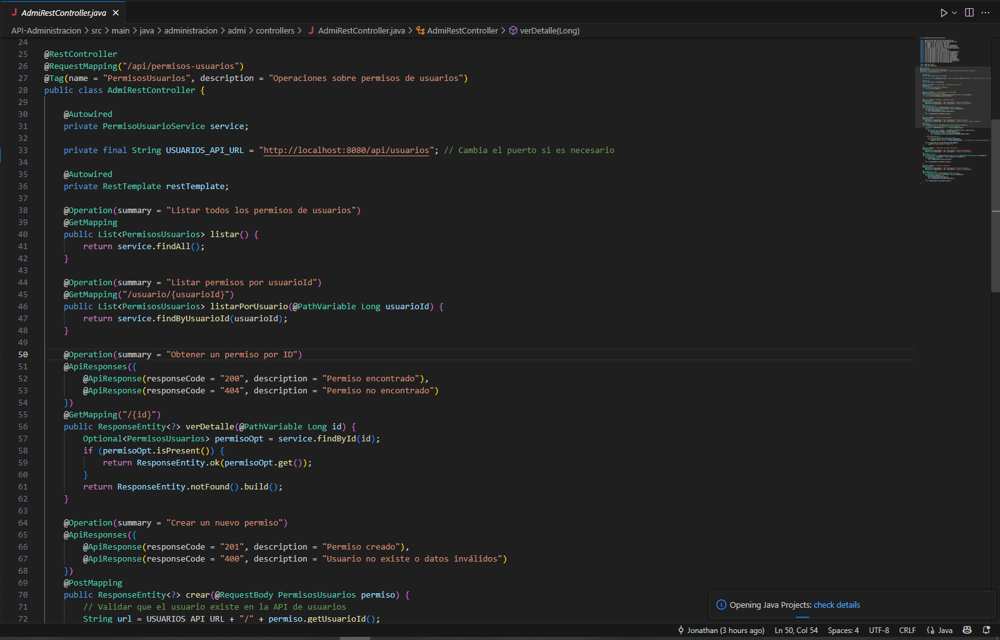 AdmiRestController.java
API-Administracion > src > main > java > administracion > admi > controllers > AdmiRestController.java > AdmiRestController > verDetalle(Long)
24
25 @RestController
26 @RequestMapping("/api/permisos-usuarios")
27 @Tag(name = "PermisosUsuarios", description = "Operaciones sobre permisos de usuarios")
28 public class AdmiRestController {
29
30     @Autowired
31     private PermisoUsuarioService service;
32
33     private final String USUARIOS_API_URL = "http://localhost:8080/api/usuarios"; // Cambia el puerto si es necesario
34
35     @Autowired
36     private RestTemplate restTemplate;
37
38     @Operation(summary = "Listar todos los permisos de usuarios")
39     @GetMapping
40     public List<PermisosUsuarios> listar() {
41         return service.findAll();
42     }
43
44     @Operation(summary = "Listar permisos por usuarioId")
45     @GetMapping("/usuario/{usuarioId}")
46     public List<PermisosUsuarios> listarPorUsuario(@PathVariable Long usuarioId) {
47         return service.findByUsuarioId(usuarioId);
48     }
49
50     @Operation(summary = "Obtener un permiso por ID")
51     @ApiResponses({
52         @ApiResponse(responseCode = "200", description = "Permiso encontrado"),
53         @ApiResponse(responseCode = "404", description = "Permiso no encontrado")
54     })
55     @GetMapping("/{id}")
56     public ResponseEntity<?> verDetalle(@PathVariable Long id) {
57         Optional<PermisosUsuarios> permisoOpt = service.findById(id);
58         if (permisoOpt.isPresent()) {
59             return ResponseEntity.ok(permisoOpt.get());
60         }
61         return ResponseEntity.notFound().build();
62     }
63
64     @Operation(summary = "Crear un nuevo permiso")
65     @ApiResponses({
66         @ApiResponse(responseCode = "201", description = "Permiso creado"),
67         @ApiResponse(responseCode = "400", description = "Usuario no existe o datos inválidos")
68     })
69     @PostMapping
70     public ResponseEntity<?> crear(@RequestBody PermisosUsuarios permiso) {
71         // Validar que el usuario existe en la API de usuarios
72         String url = USUARIOS_API_URL + "/" + permiso.getUsuarioId();
Opening Java Projects: check details
Jonathan (3 hours ago) Ln 50, Col 54 Spaces: 4 UTF-8 CRLF Java